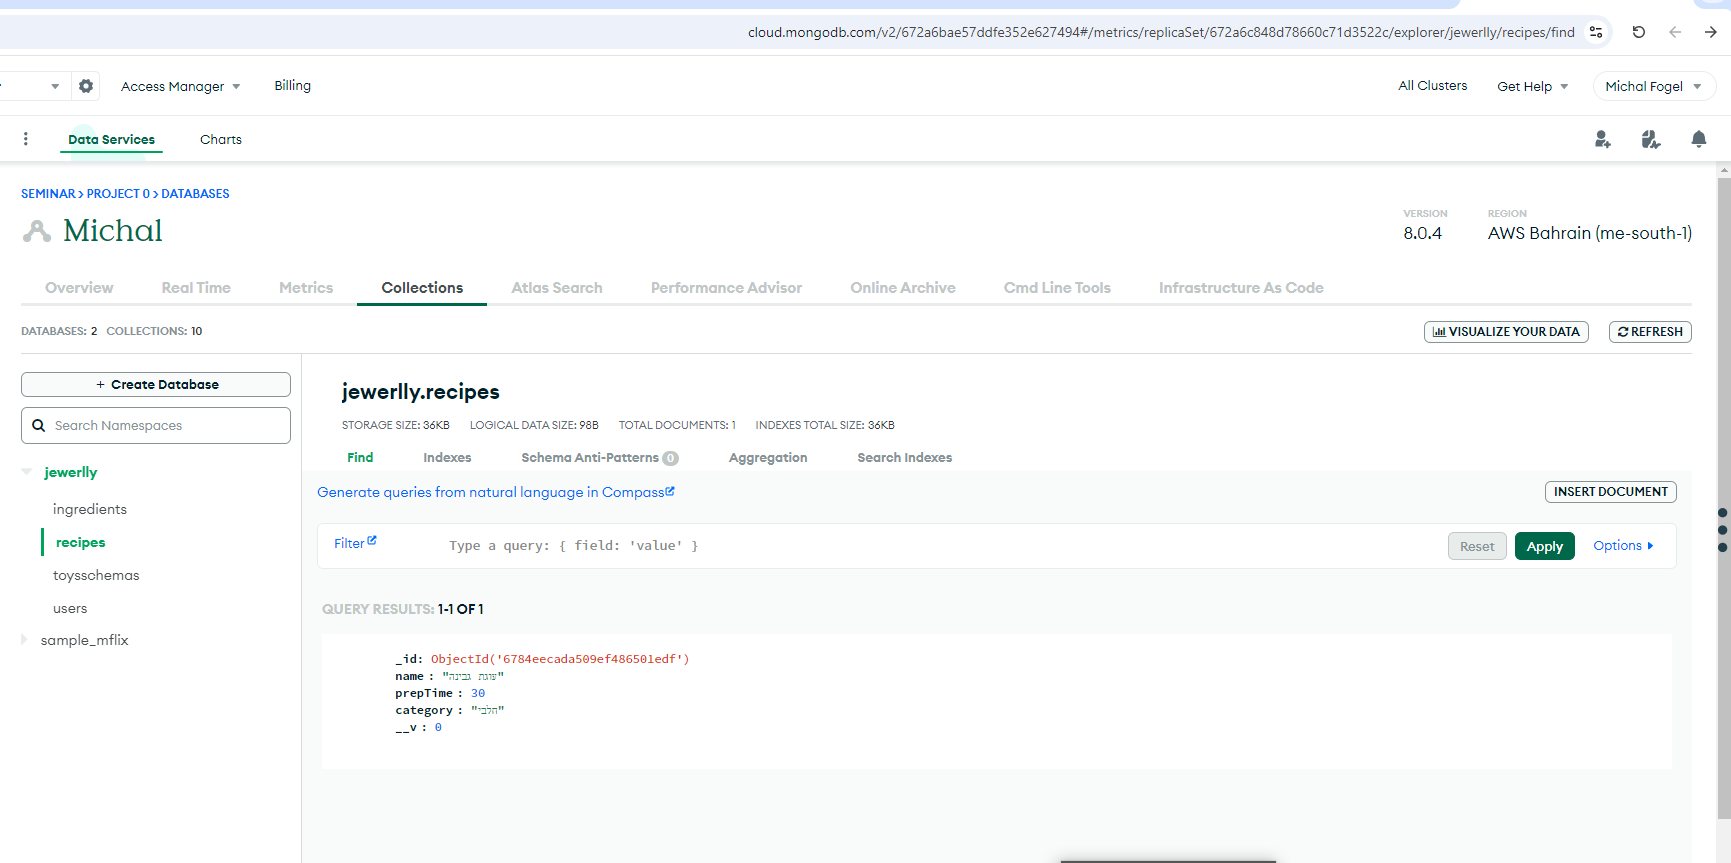 cloud.mongodb.com/v2/672a6bae57ddfe352e627494#/metrics/replicaSet/672a6c848d78660c71d3522c/explorer/jewerlly/recipes/find
Access Manager
Billing
All Clusters
Get Help
Michal Fogel
Data Services
Charts
SEMINAR > PROJECT 0 > DATABASES
Michal
VERSION
8.0.4
REGION
AWS Bahrain (me-south-1)
Overview
Real Time
Metrics
Collections
Atlas Search
Performance Advisor
Online Archive
Cmd Line Tools
Infrastructure As Code
DATABASES: 2 COLLECTIONS: 10
VISUALIZE YOUR DATA
REFRESH
+ Create Database
Search Namespaces
jewerlly
ingredients
recipes
toysschemas
users
sample_mflix
jewerlly.recipes
STORAGE SIZE: 36KB LOGICAL DATA SIZE: 98B TOTAL DOCUMENTS: 1 INDEXES TOTAL SIZE: 36KB
Find
Indexes
Schema Anti-Patterns 0
Aggregation
Search Indexes
Generate queries from natural language in Compass
INSERT DOCUMENT
Filter
Type a query: { field: 'value' }
Reset
Apply
Options
QUERY RESULTS: 1-1 OF 1
_id: ObjectId('6784eecada509ef486501edf')
name : "עוגת גבינה"
prepTime : 30
category : "חלבי"
__v : 0